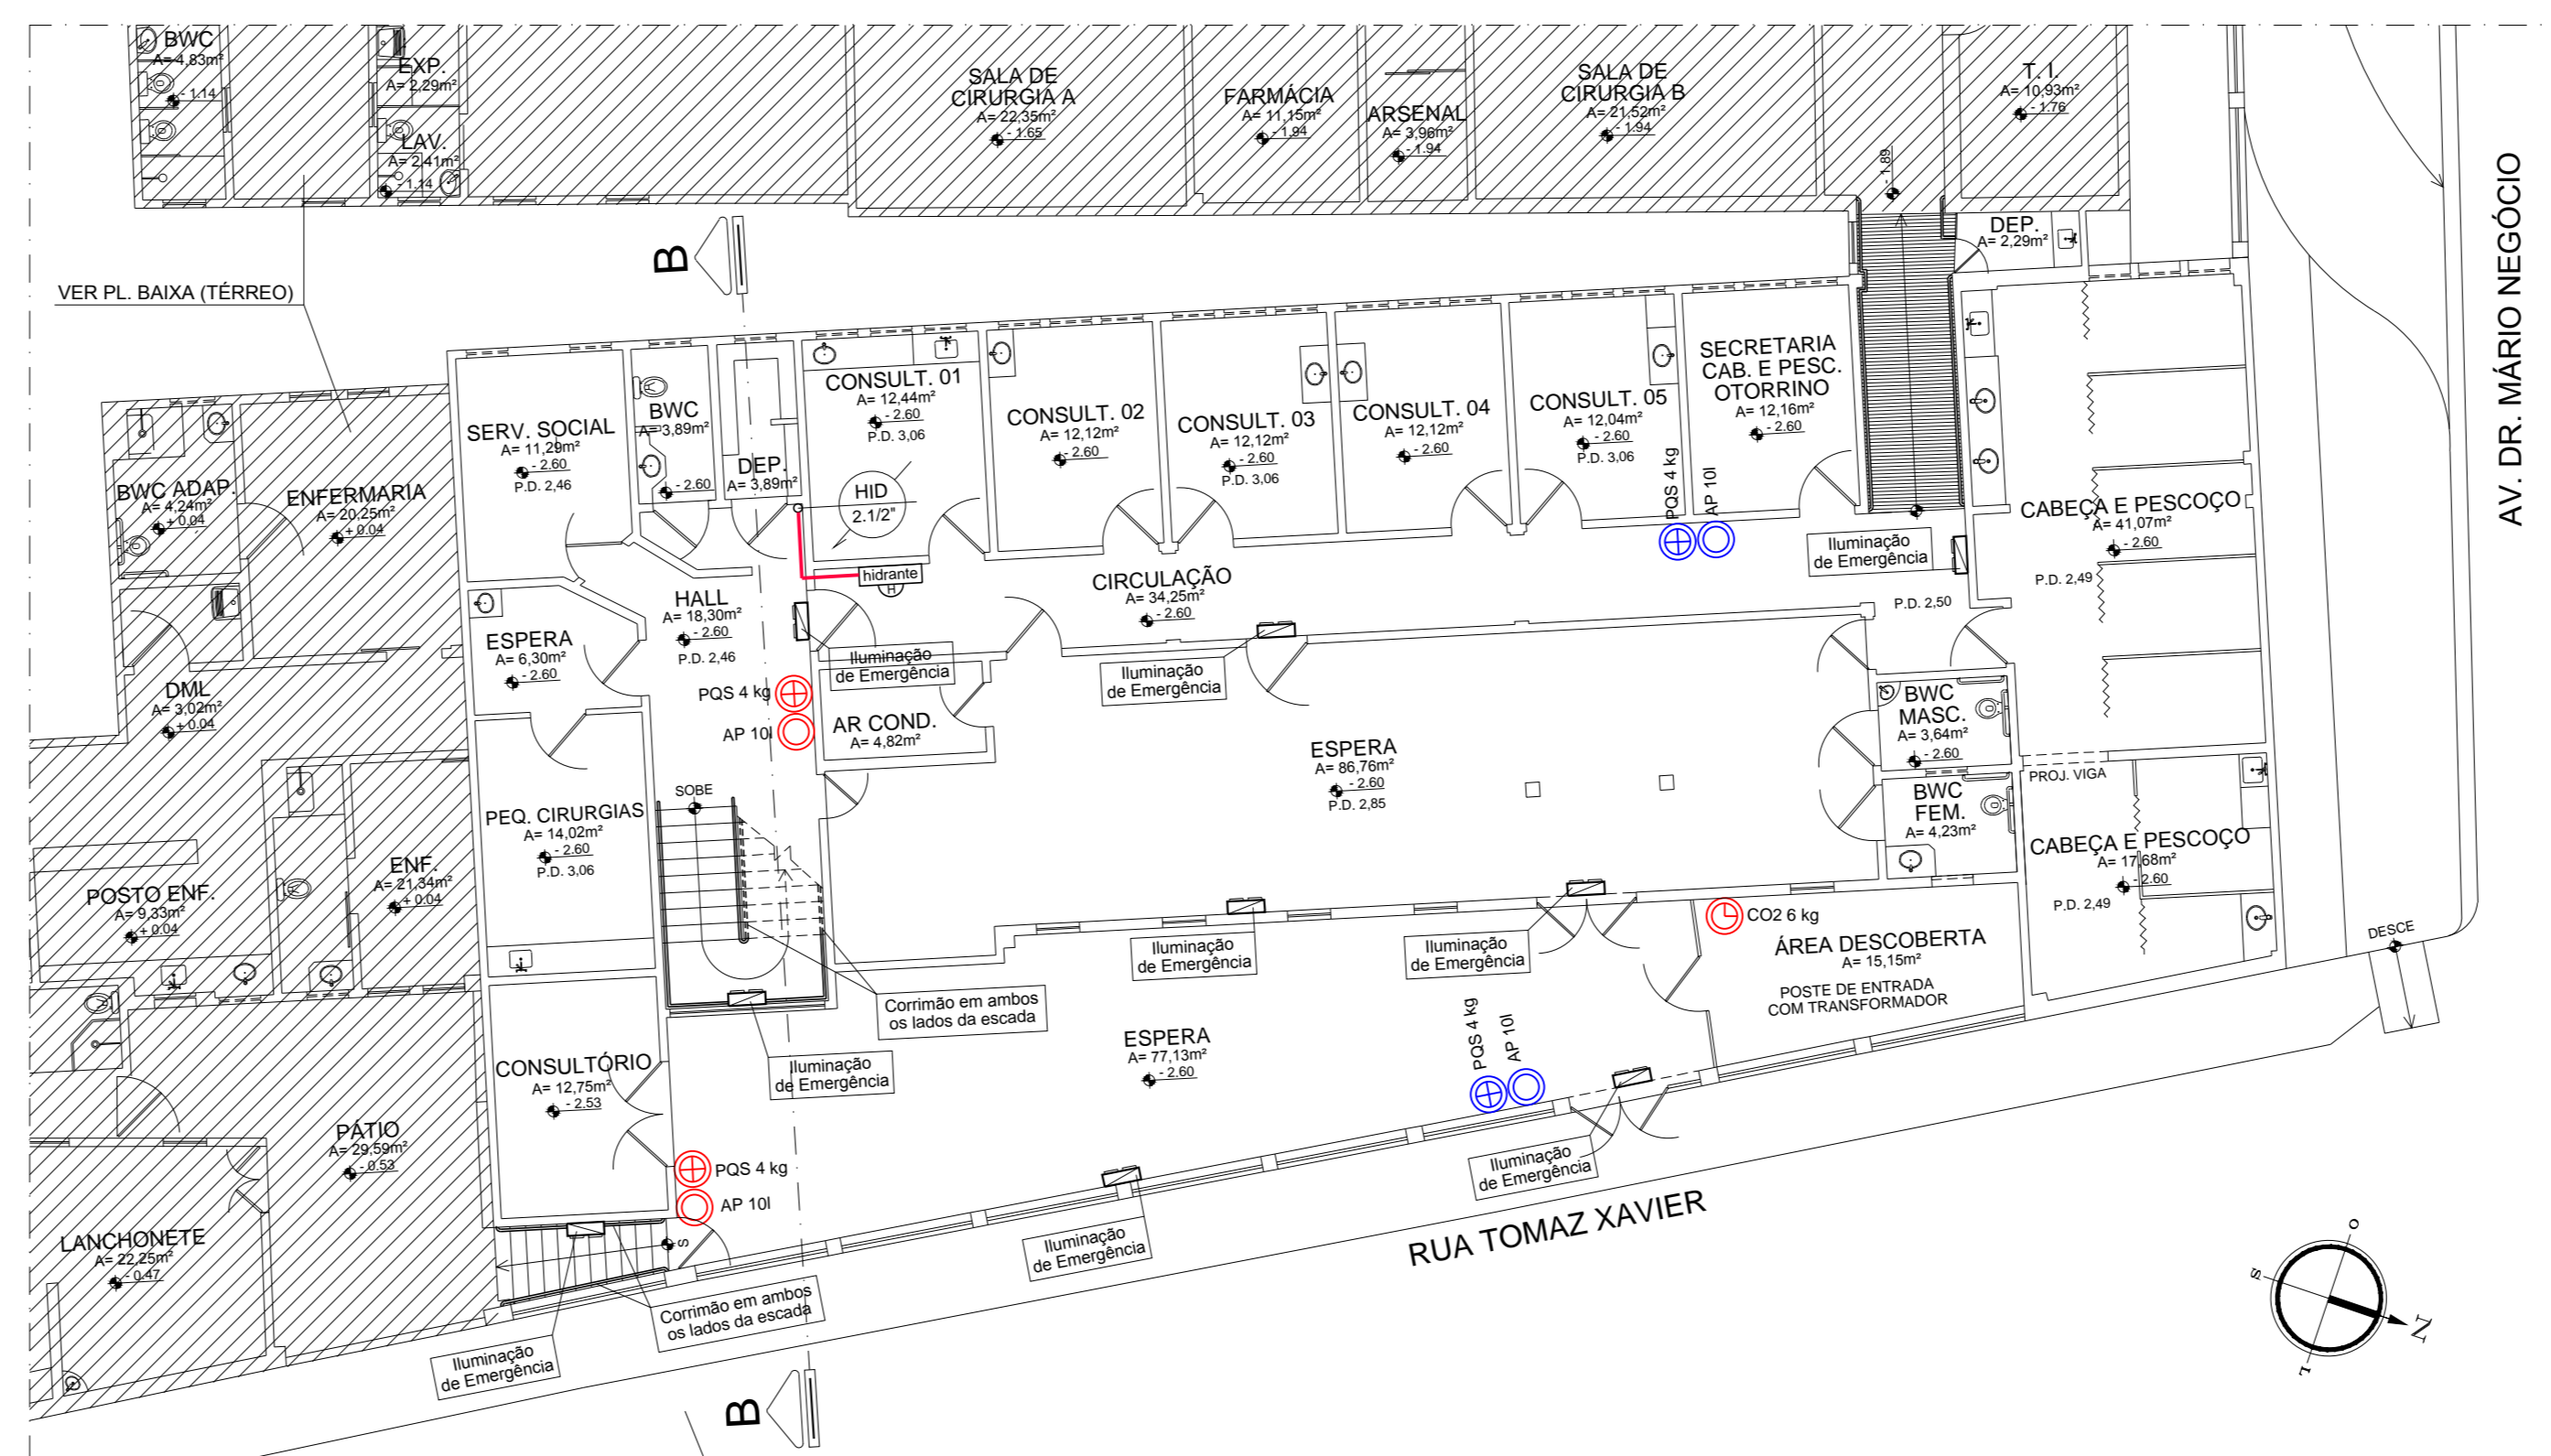 BWC
A= 4,83m²
- 1.14
EXP.
A= 2,29m²
LAV.
A= 2,41m²
- 1.14
SALA DE
CIRURGIA A
A= 22,35m²
- 1.65
FARMÁCIA
A= 11,15m²
- 1.94
ARSENAL
A= 3,96m²
- 1.94
SALA DE
CIRURGIA B
A= 21,52m²
- 1.94
T. I.
A= 10,93m²
- 1.76
- 1.89
DEP.
A= 2,29m²
AV. DR. MÁRIO NEGÓCIO
B
VER PL. BAIXA (TÉRREO)
SERV. SOCIAL
A= 11,29m²
- 2.60
P.D. 2,46
BWC
A= 3,89m²
- 2.60
DEP.
A= 3,89m²
CONSULT. 01
A= 12,44m²
- 2.60
P.D. 3,06
HID
2.1/2"
hidrante
H
CONSULT. 02
A= 12,12m²
- 2.60
CONSULT. 03
A= 12,12m²
- 2.60
P.D. 3,06
CONSULT. 04
A= 12,12m²
- 2.60
CONSULT. 05
A= 12,04m²
- 2.60
P.D. 3,06
PQS 4 kg
AP 10l
SECRETARIA
CAB. E PESC.
OTORRINO
A= 12,16m²
- 2.60
Iluminação
de Emergência
CABEÇA E PESCOÇO
A= 41,07m²
- 2.60
P.D. 2,49
P.D. 2,50
BWC ADAP.
A= 4,24m²
+ 0.04
ENFERMARIA
A= 20,25m²
+ 0.04
CIRCULAÇÃO
A= 34,25m²
- 2.60
HALL
A= 18,30m²
- 2.60
P.D. 2,46
ESPERA
A= 6,30m²
- 2.60
Iluminação
de Emergência
Iluminação
de Emergência
PQS 4 kg
AP 10l
AR COND.
A= 4,82m²
DML
A= 3,02m²
+ 0.04
BWC
MASC.
A= 3,64m²
- 2.60
ESPERA
A= 86,76m²
- 2.60
P.D. 2,85
PROJ. VIGA
BWC
FEM.
A= 4,23m²
SOBE
PEQ. CIRURGIAS
A= 14,02m²
- 2.60
P.D. 3,06
CABEÇA E PESCOÇO
A= 17,68m²
- 2.60
P.D. 2,49
POSTO ENF.
A= 9,33m²
+ 0.04
ENF.
A= 21,34m²
+ 0.04
CO2 6 kg
ÁREA DESCOBERTA
A= 15,15m²
POSTE DE ENTRADA
COM TRANSFORMADOR
DESCE
Iluminação
de Emergência
Iluminação
de Emergência
Corrimão em ambos
os lados da escada
ESPERA
A= 77,13m²
- 2.60
PQS 4 kg
AP 10l
Iluminação
de Emergência
CONSULTÓRIO
A= 12,75m²
- 2.53
PÁTIO
A= 29,59m²
- 0.53
PQS 4 kg
AP 10l
Iluminação
de Emergência
LANCHONETE
A= 22,25m²
- 0.47
S
Iluminação
de Emergência
RUA TOMAZ XAVIER
Corrimão em ambos
os lados da escada
Iluminação
de Emergência
B
O
S
N
L